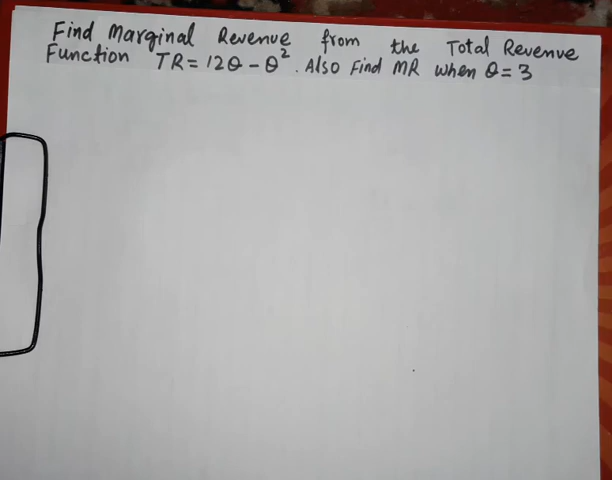 Find Marginal Revenue from the Total Revenue
Function TR = 12Q - Q². Also Find MR when Q = 3